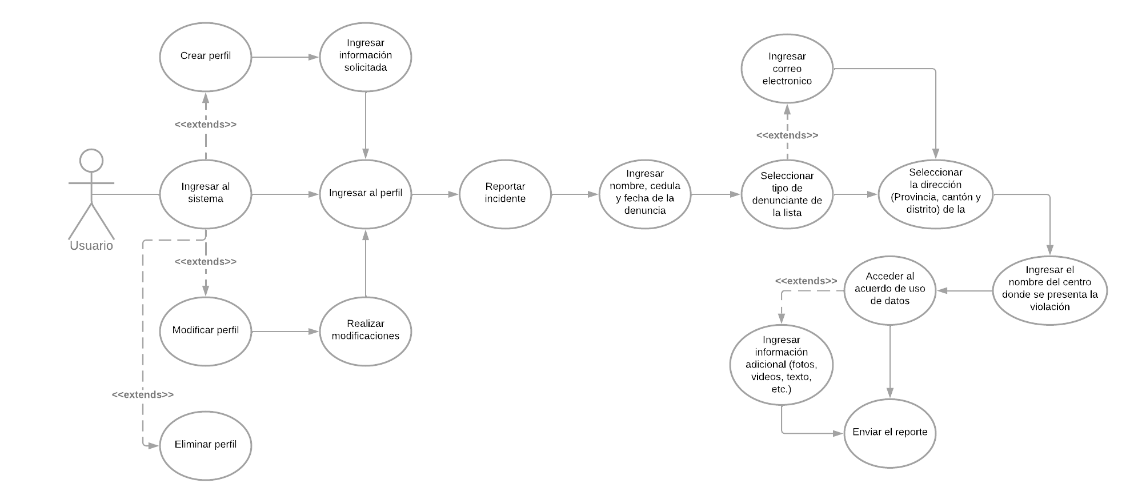 Crear perfil
Ingresar
información
solicitada
Ingresar
correo
electronico
<<extends>>
<<extends>>
Usuario
Ingresar al
sistema
Ingresar al perfil
Reportar
incidente
Ingresar
nombre, cedula
y fecha de la
denuncia
Seleccionar
tipo de
denunciante de
la lista
Seleccionar
la dirección
(Provincia, cantón y
distrito) de la
<<extends>>
<<extends>>
Acceder al
acuerdo de uso
de datos
Ingresar el
nombre del centro
donde se presenta la
violación
Modificar perfil
Realizar
modificaciones
Ingresar
información
adicional (fotos,
videos, texto,
etc.)
<<extends>>
Eliminar perfil
Enviar el reporte